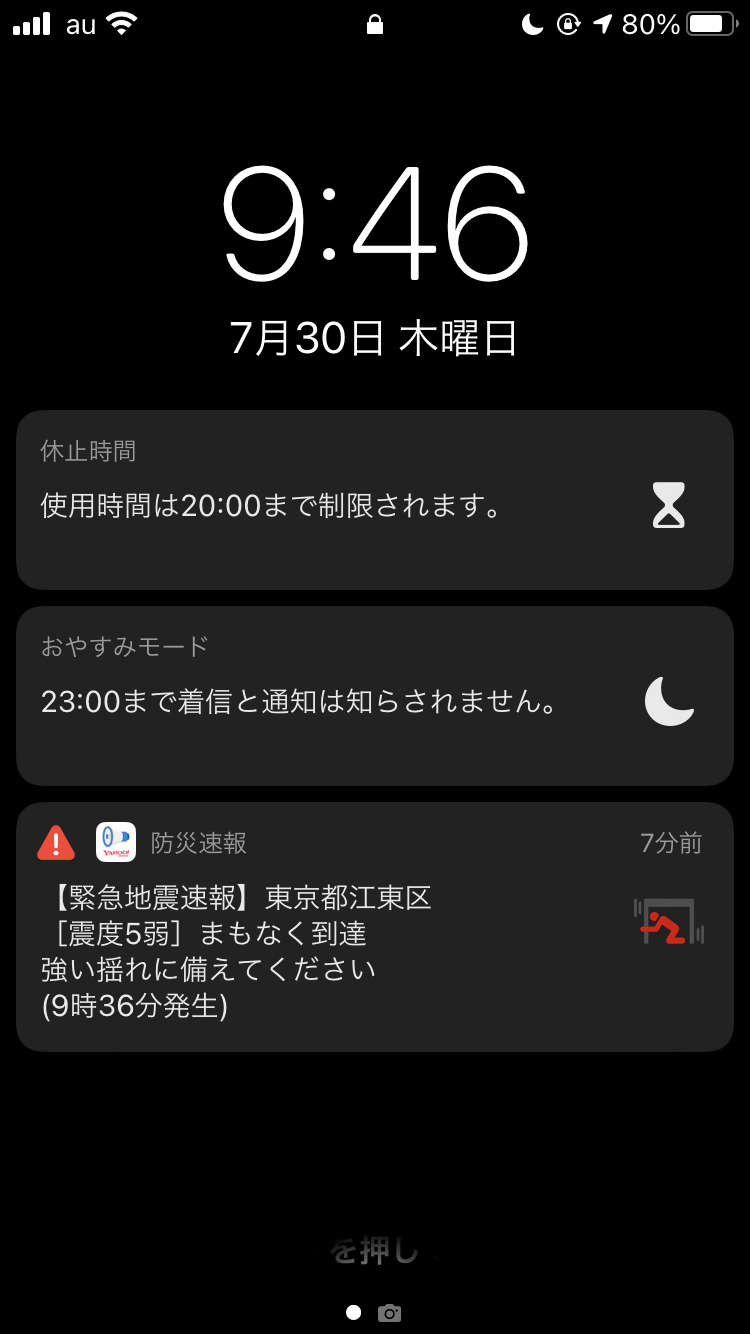 au
80%
9:46
7月30日 木曜日
休止時間
使用時間は20:00まで制限されます。
おやすみモード
23:00まで着信と通知は知らされません。
YAHOO!
防災速報
7分前
【緊急地震速報】東京都江東区
［震度5弱］まもなく到達
強い揺れに備えてください
(9時36分発生)
を押し